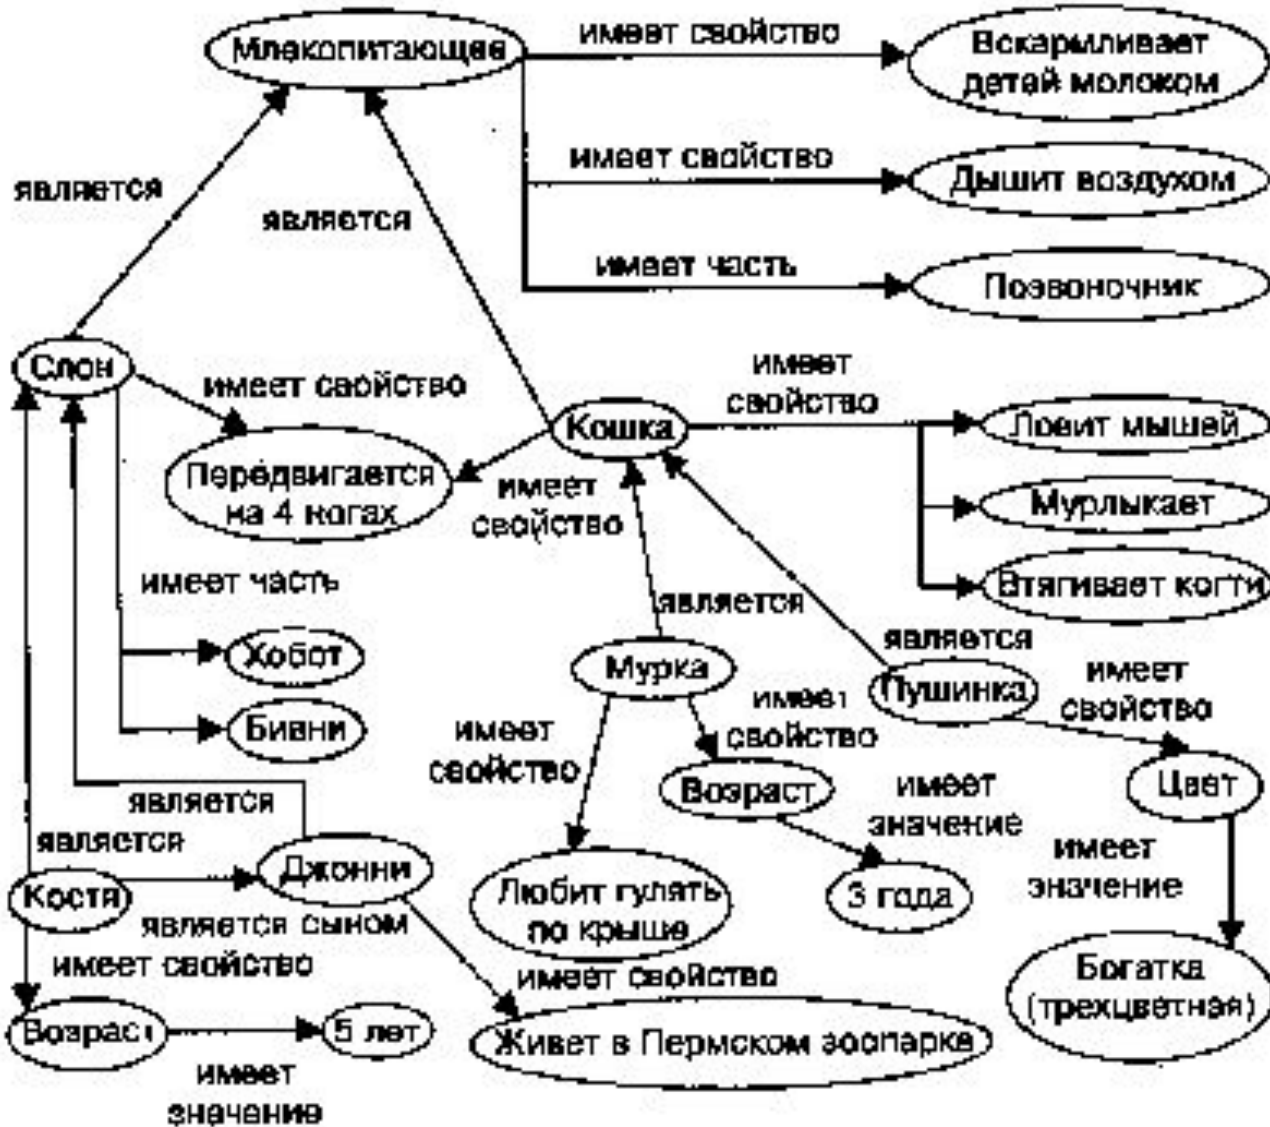 Млекопитающее
имеет свойство
Вскармливает
детей молоком
имеет свойство
Дышит воздухом
является
является
имеет часть
Позвоночник
Слон
имеет свойство
имеет
свойство
Кошка
Ловит мышей
Передвигается
на 4 ногах
имеет
свойство
Мурлыкает
имеет часть
Втягивает когти
является
является
Хобот
Мурка
Пушинка
имеет
свойство
Бивни
имеет
свойство
имеет
свойство
является
Возраст
имеет
значение
Цвет
является
Джонни
имеет
значение
Костя
Любит гулять
по крыше
3 года
является сыном
имеет свойство
имеет свойство
Богатка
(трехцветная)
Возраст
5 лет
Живет в Пермском зоопарке
имеет
значение